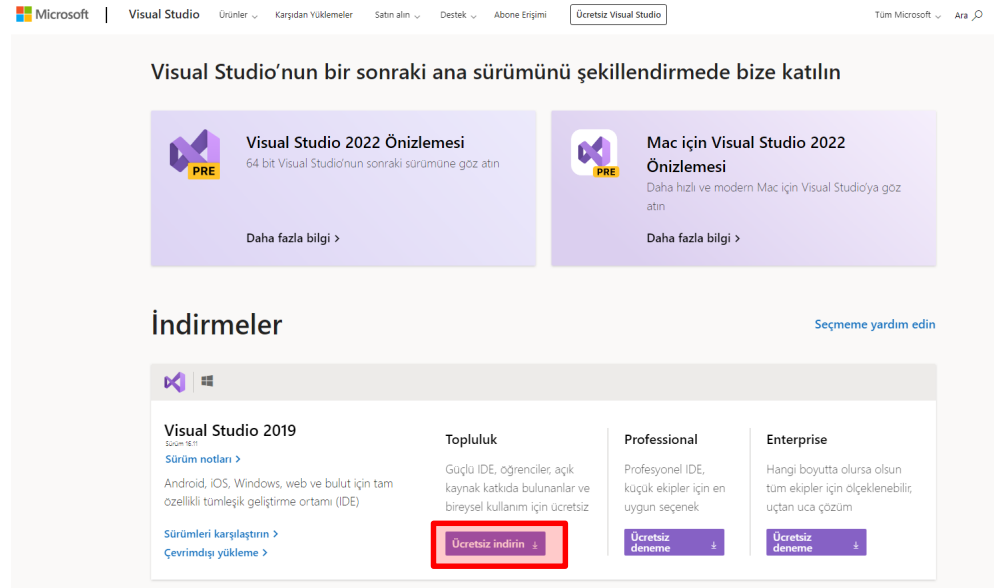 Microsoft Visual Studio Ürünler Karşıdan Yüklemeler Satın alın Destek Abone Erişimi Ücretsiz Visual Studio Tüm Microsoft Ara
Visual Studio’nun bir sonraki ana sürümünü şekillendirmede bize katılın
Visual Studio 2022 Önizlemesi
64 bit Visual Studio'nun sonraki sürümüne göz atın
PRE
Daha fazla bilgi >
Mac için Visual Studio 2022
Önizlemesi
PRE
Daha hızlı ve modern Mac için Visual Studio'ya göz
atın
Daha fazla bilgi >
İndirmeler
Seçmeme yardım edin
Visual Studio 2019
Sürüm 16.11
Sürüm notları >
Android, iOS, Windows, web ve bulut için tam
özellikli tümleşik geliştirme ortamı (IDE)
Sürümleri karşılaştırın >
Çevrimdışı yükleme >
Topluluk
Güçlü IDE, öğrenciler, açık
kaynak katkıda bulunanlar ve
bireysel kullanım için ücretsiz
Ücretsiz indirin
Professional
Profesyonel IDE,
küçük ekipler için en
uygun seçenek
Ücretsiz
deneme
Enterprise
Hangi boyutta olursa olsun
tüm ekipler için ölçeklenebilir,
uçtan uca çözüm
Ücretsiz
deneme